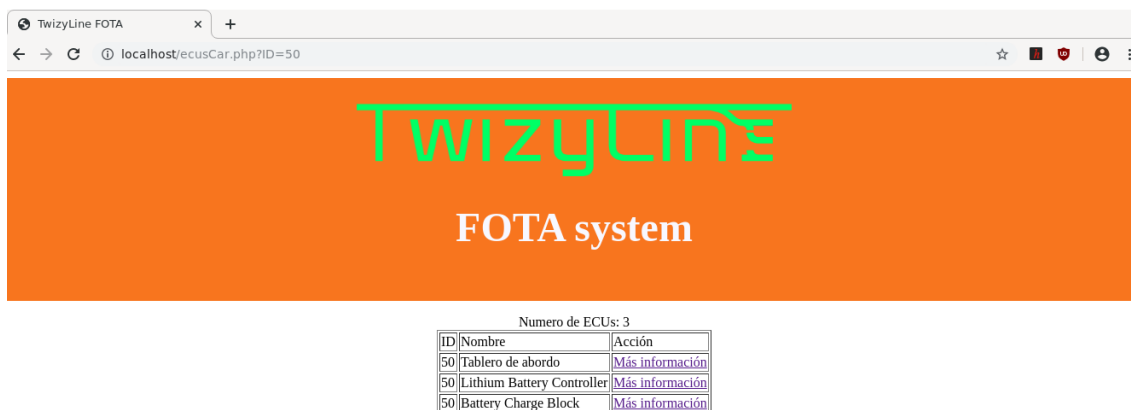 TwizyLine FOTA
localhost/ecusCar.php?ID=50
TwizyLine
FOTA system
Numero de ECUs: 3
ID Nombre Acción
50 Tablero de abordo Más información
50 Lithium Battery Controller Más información
50 Battery Charge Block Más información